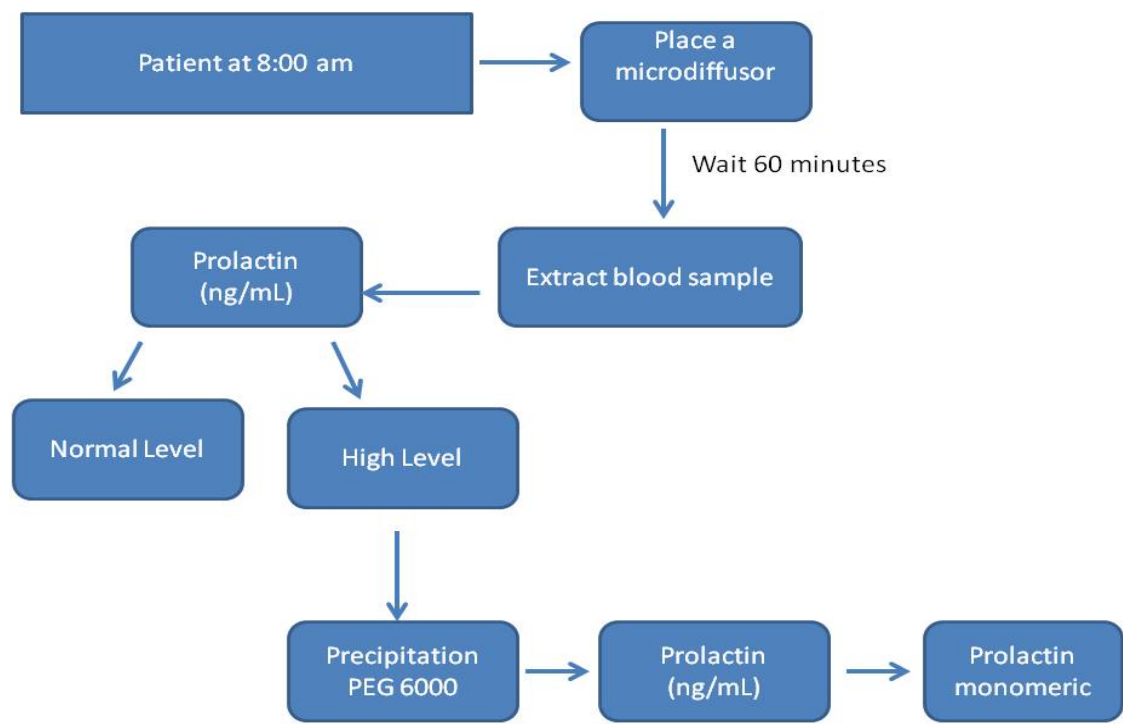 Patient at 8:00 am
Place a
microdiffusor
Wait 60 minutes
Extract blood sample
Prolactin
(ng/mL)
Normal Level
High Level
Precipitation
PEG 6000
Prolactin
(ng/mL)
Prolactin
monomeric